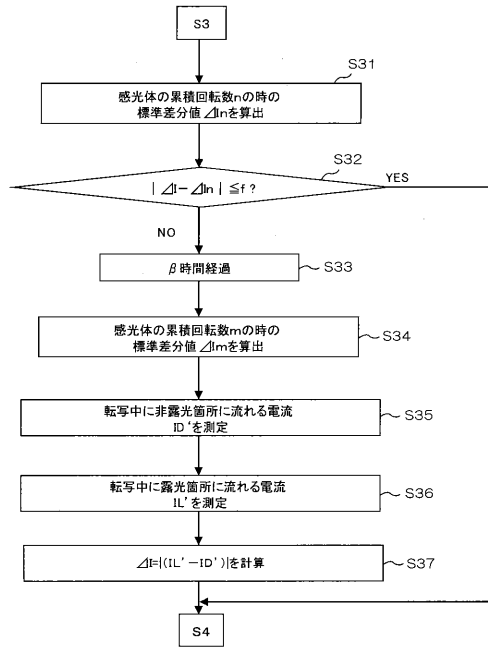 S3
S31
感光体の累積回転数nの時の
標準差分値⊿Inを算出
S32
| ⊿I-⊿In | ≦f ?
YES
NO
β時間経過
S33
感光体の累積回転数mの時の
標準差分値⊿Imを算出
S34
転写中に非露光箇所に流れる電流
ID'を測定
S35
転写中に露光箇所に流れる電流
IL'を測定
S36
⊿I=|(IL'-ID')|を計算
S37
S4